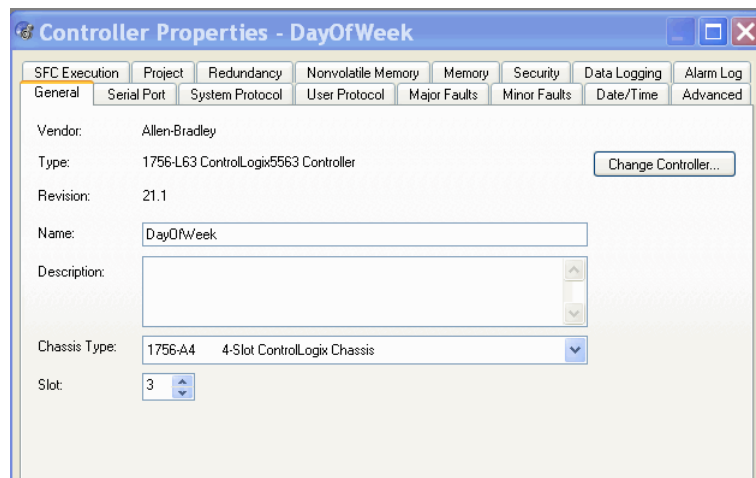 Controller Properties - DayOfWeek
SFC Execution Project Redundancy Nonvolatile Memory Memory Security Data Logging Alarm Log
General Serial Port System Protocol User Protocol Major Faults Minor Faults Date/Time Advanced
Vendor: Allen-Bradley
Type: 1756-L63 ControlLogix5563 Controller Change Controller...
Revision: 21.1
Name: DayOfWeek
Description:
Chassis Type: 1756-A4 4-Slot ControlLogix Chassis
Slot: 3